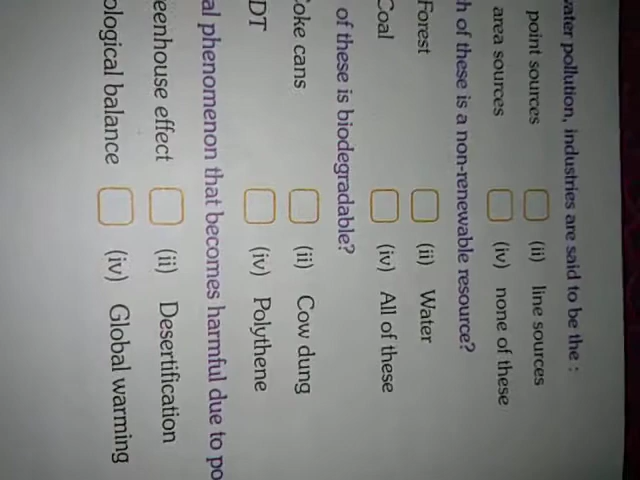 water pollution, industries are said to be the :
point sources (ii) line sources
area sources (iv) none of these
h of these is a non-renewable resource?
Forest (ii) Water
Coal (iv) All of these
of these is biodegradable?
Coke cans (ii) Cow dung
DT (iv) Polythene
al phenomenon that becomes harmful due to po
eenhouse effect (ii) Desertification
ological balance (iv) Global warming